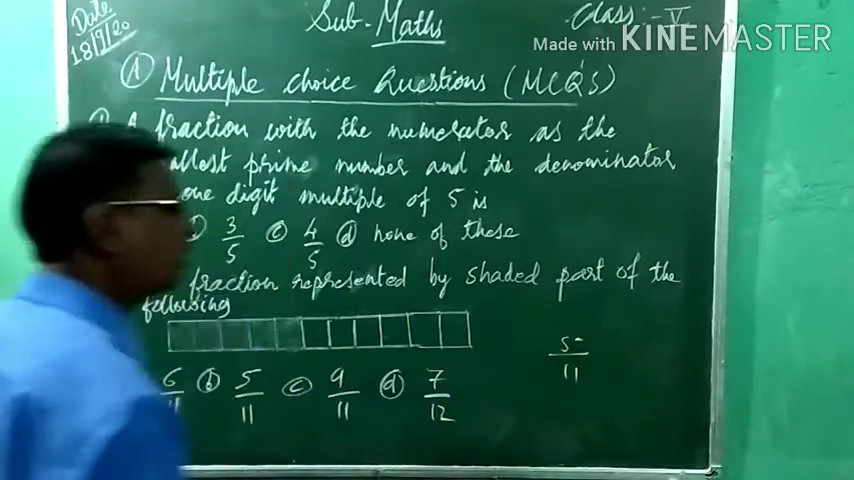 Date
18/9/20
Sub- Maths
Class:- V
Made with KINEMASTER
A Multiple choice Questions (MCQ'S)
A fraction with the numerator as the
allest prime number and the denominator
one digit multiple of 5 is
3/5 c 4/5 d none of these
fraction represented by shaded part of the
following
6/11 b 5/11 c 9/11 d 7/12
5/11